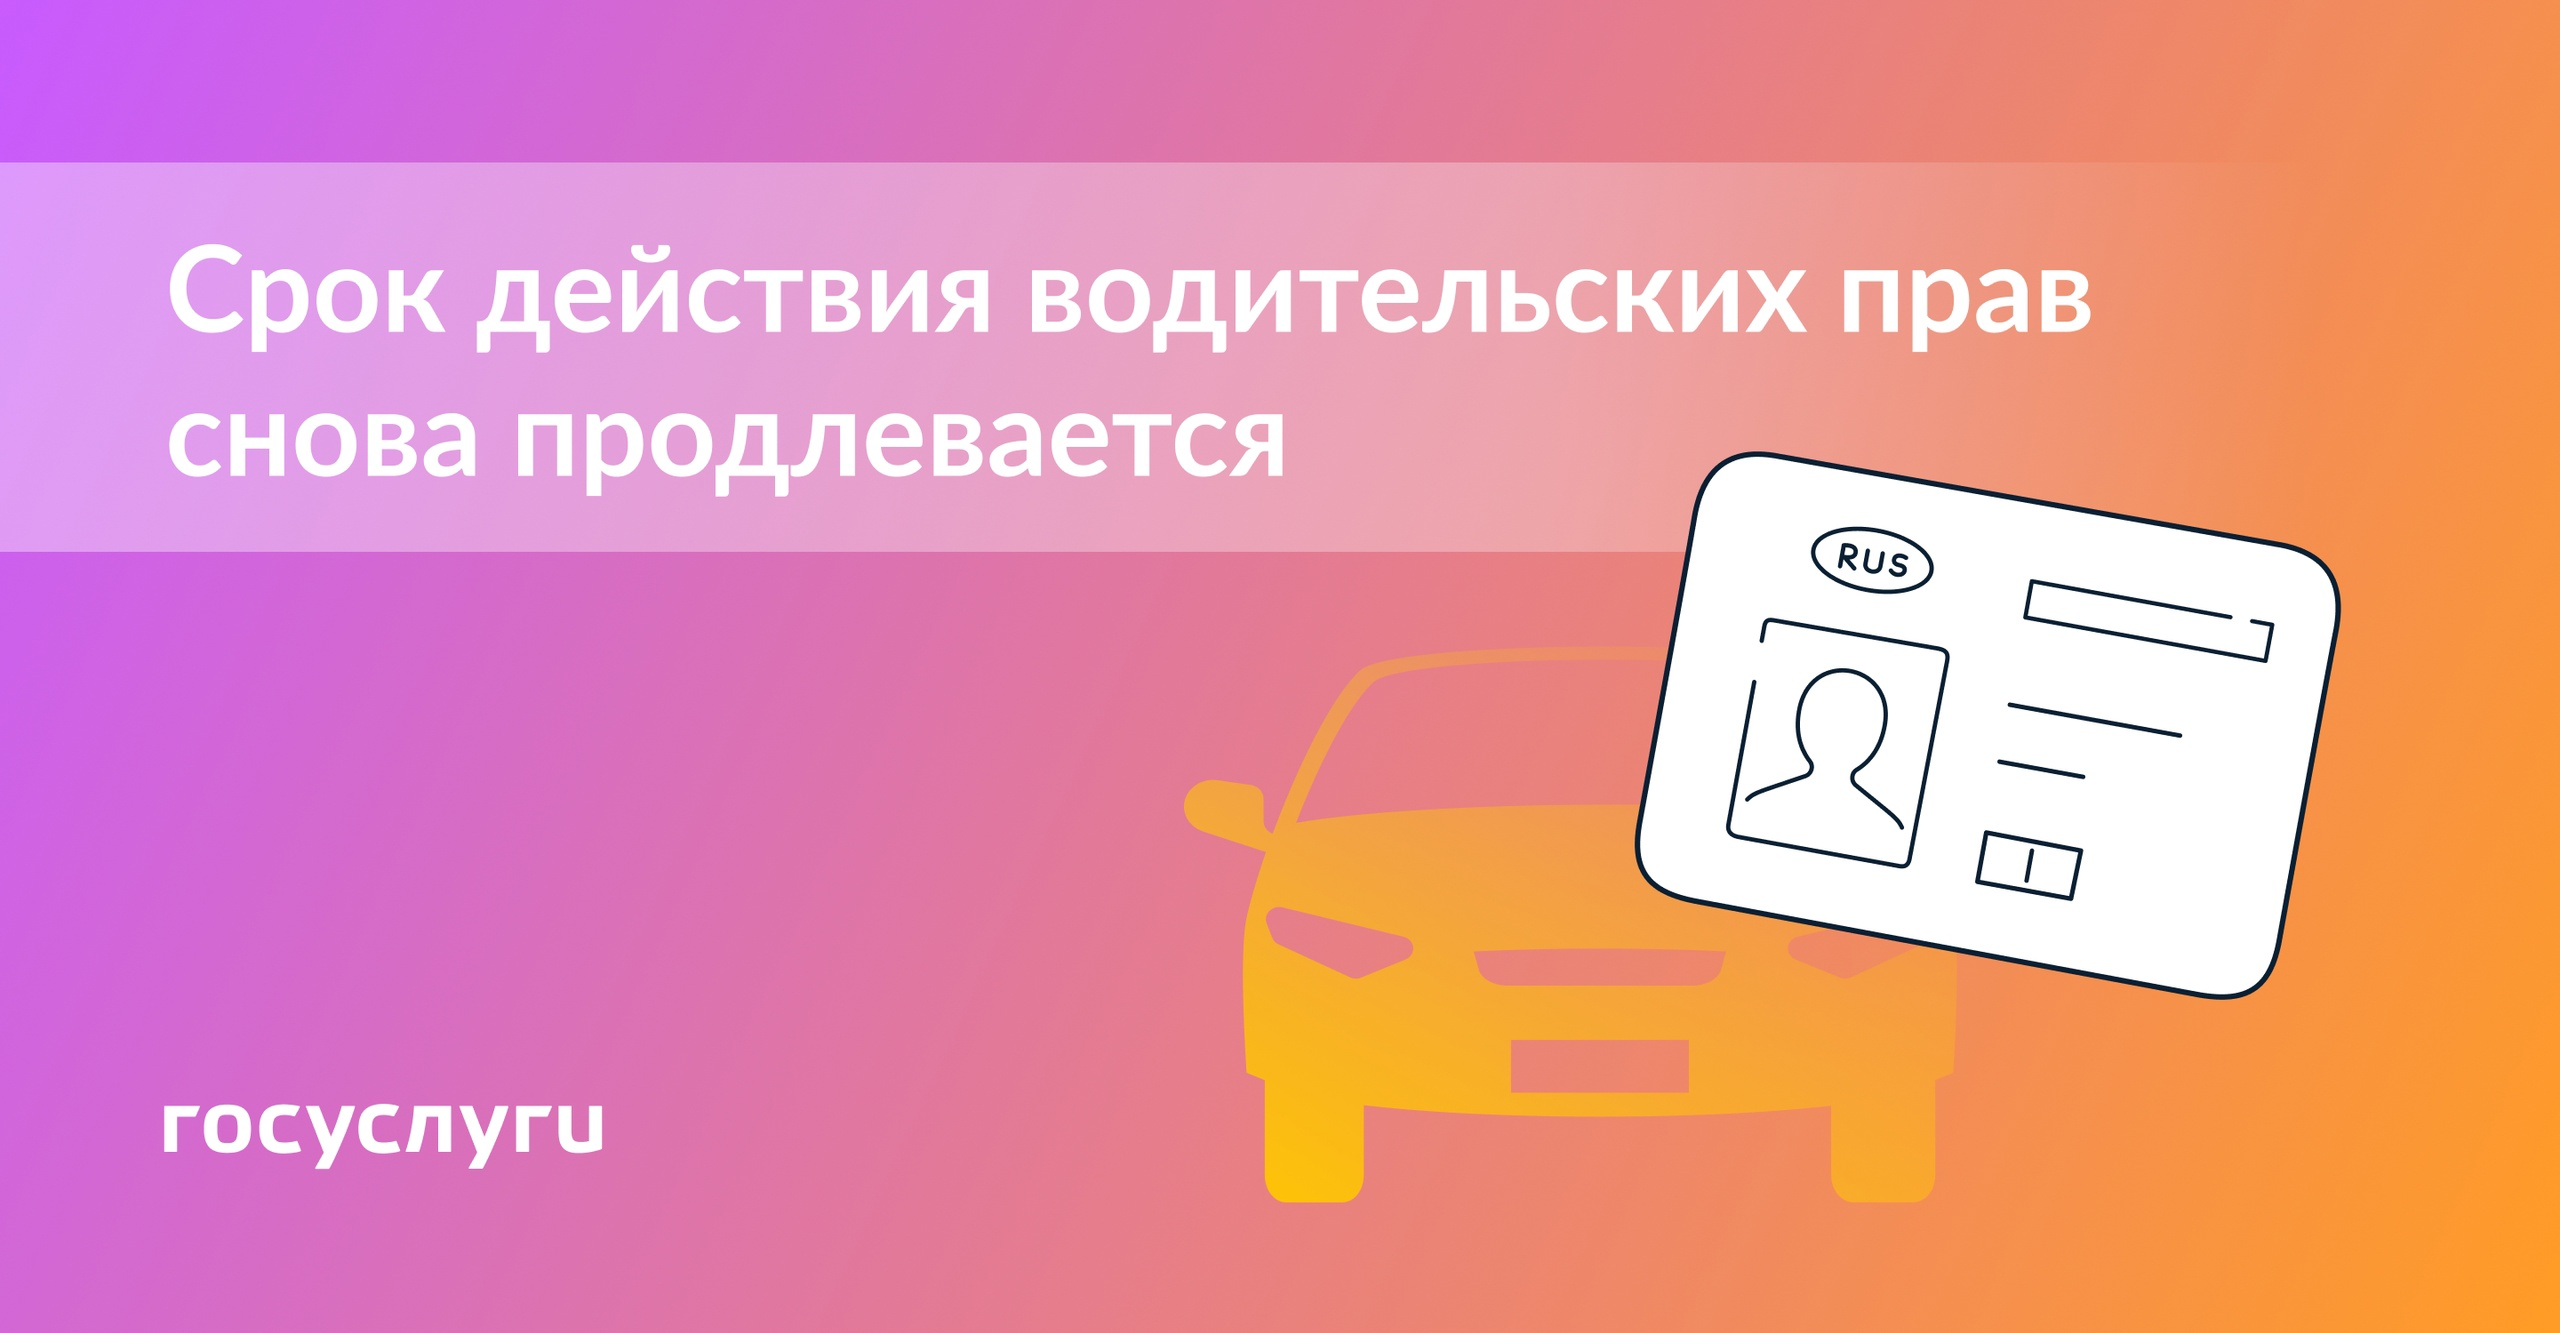 Срок действия водительских прав
снова продлевается
RUS
госуслуги